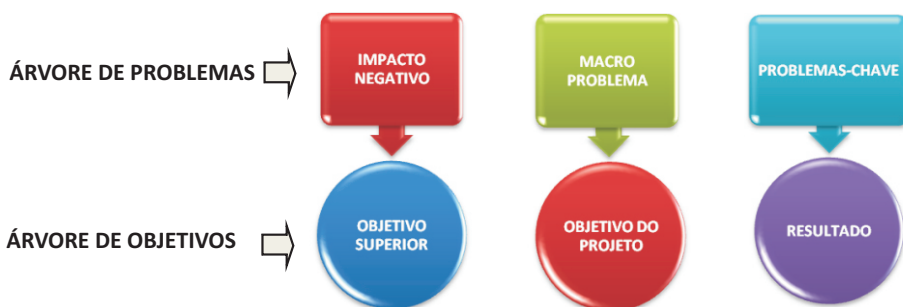 ÁRVORE DE PROBLEMAS
IMPACTO
NEGATIVO
MACRO
PROBLEMA
PROBLEMAS-CHAVE
ÁRVORE DE OBJETIVOS
OBJETIVO
SUPERIOR
OBJETIVO DO
PROJETO
RESULTADO